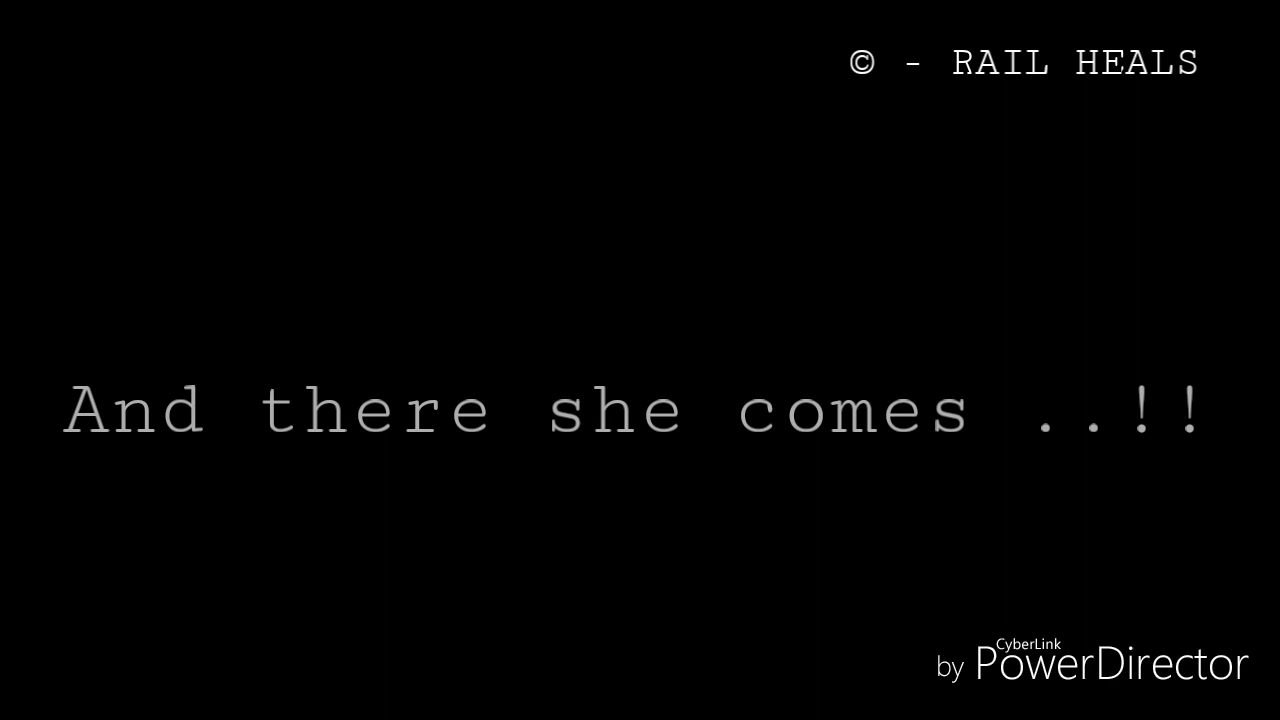 © - RAIL HEALS
And there she comes ..!!
CyberLink
by PowerDirector